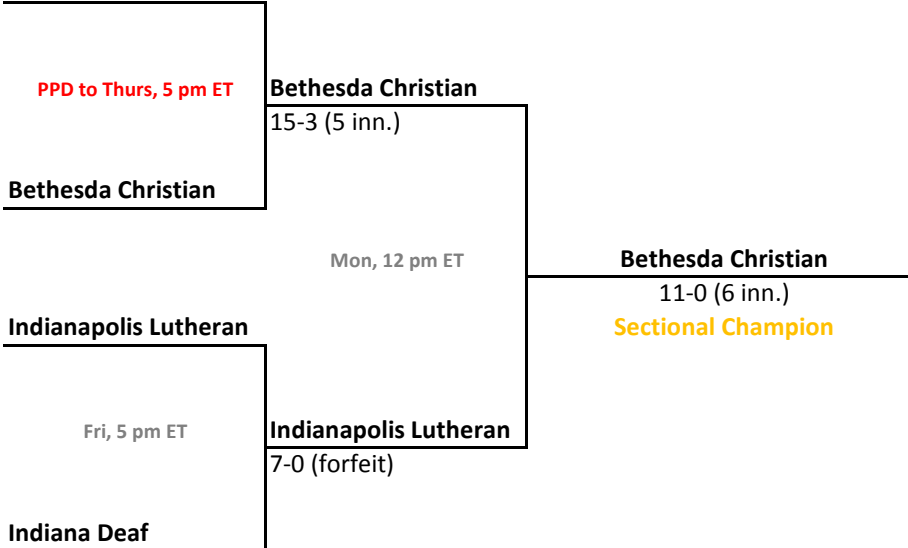 PPD to Thurs, 5 pm ET
Bethesda Christian
15-3 (5 inn.)
Bethesda Christian
Mon, 12 pm ET
Bethesda Christian
11-0 (6 inn.)
Sectional Champion
Indianapolis Lutheran
Fri, 5 pm ET
Indianapolis Lutheran
7-0 (forfeit)
Indiana Deaf